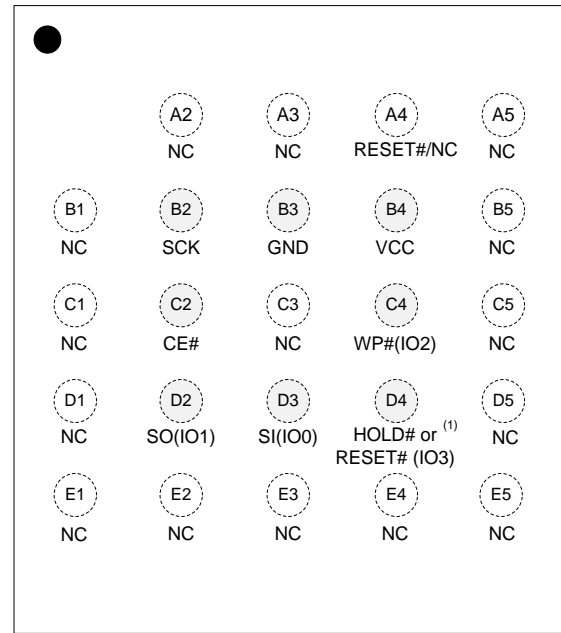 A2 A3 A4 A5
NC NC RESET#/NC NC
B1 B2 B3 B4 B5
NC SCK GND VCC NC
C1 C2 C3 C4 C5
NC CE# NC WP#(IO2) NC
D1 D2 D3 D4 D5
NC SO(IO1) SI(IO0) HOLD# or (1) NC
RESET# (IO3)
E1 E2 E3 E4 E5
NC NC NC NC NC